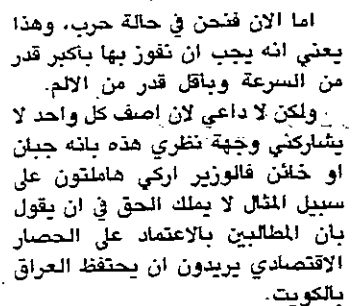 اما الان فنحن في حالة حرب، وهذا
يعني انه يجب ان نفوز بها بأكبر قدر
من السرعة وبأقل قدر من الالم.
ولكن لا داعي لان اصف كل واحد لا
يشاركني وجهة نظري هذه بانه جبان
او خائن فالوزير اركي هاملتون على
سبيل المثال لا يملك الحق في ان يقول
بان المطالبين بالاعتماد على الحصار
الاقتصادي يريدون ان يحتفظ العراق
بالكويت.